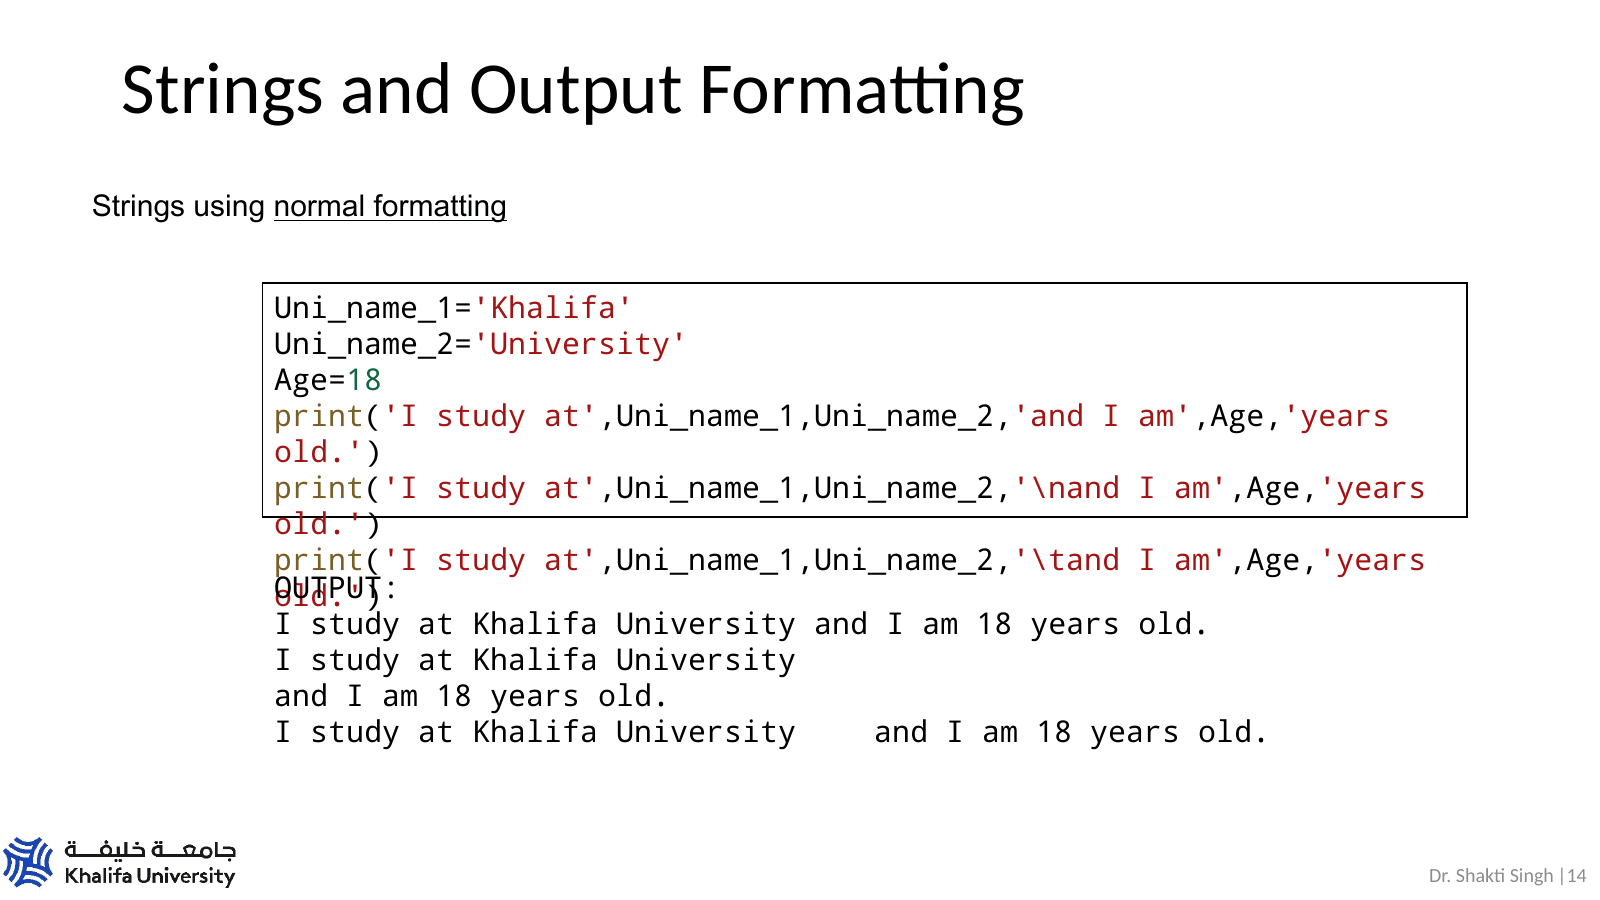 Strings and Output Formatting
Strings using normal formatting
Uni_name_1='Khalifa'
Uni_name_2='University'
Age=18
print('I study at',Uni_name_1,Uni_name_2,'and I am',Age,'years
old.')
print('I study at',Uni_name_1,Uni_name_2,'\nand I am',Age,'years
old.')
print('I study at',Uni_name_1,Uni_name_2,'\tand I am',Age,'years
old.')
OUTPUT:
I study at Khalifa University and I am 18 years old.
I study at Khalifa University
and I am 18 years old.
I study at Khalifa University    and I am 18 years old.
جامعة خليفة
Khalifa University
Dr. Shakti Singh |14